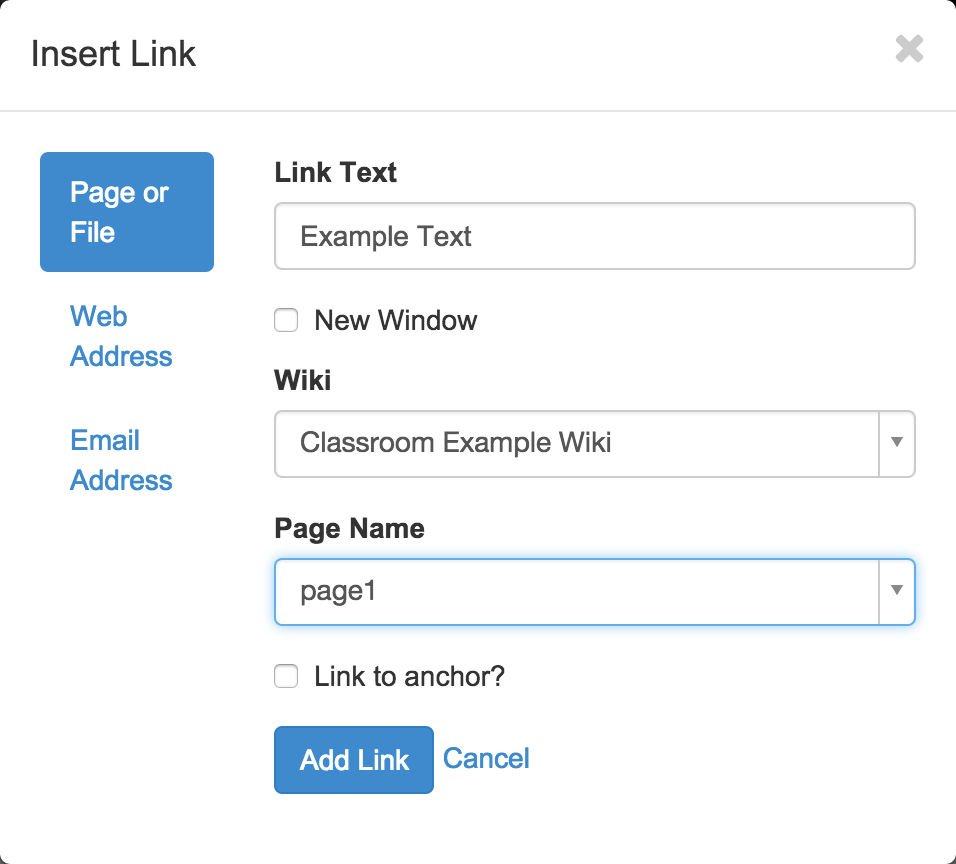 Insert Link
Page or
File
Web
Address
Email
Address
Link Text
Example Text
New Window
Wiki
Classroom Example Wiki
Page Name
page1
Link to anchor?
Add Link
Cancel